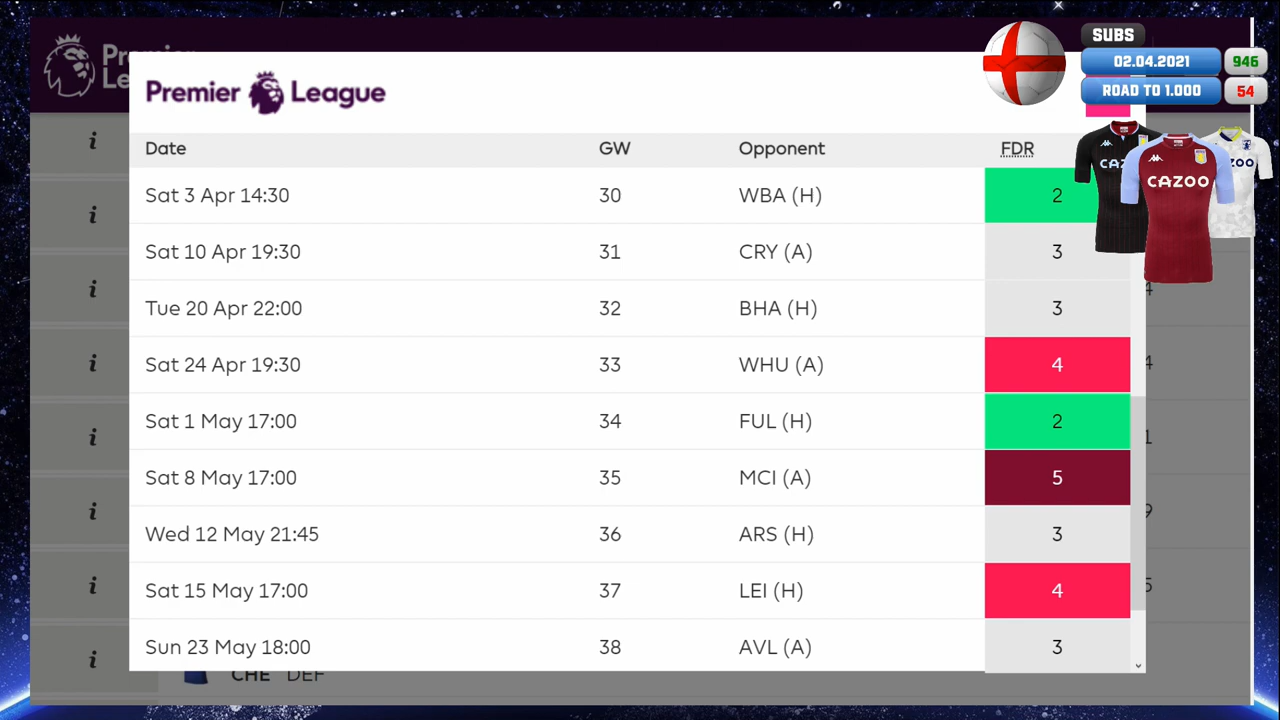 SUBS
02.04.2021 946
ROAD TO 1.000 54
Premier League
Date GW Opponent FDR
Sat 3 Apr 14:30 30 WBA (H) 2
Sat 10 Apr 19:30 31 CRY (A) 3
Tue 20 Apr 22:00 32 BHA (H) 3
Sat 24 Apr 19:30 33 WHU (A) 4
Sat 1 May 17:00 34 FUL (H) 2
Sat 8 May 17:00 35 MCI (A) 5
Wed 12 May 21:45 36 ARS (H) 3
Sat 15 May 17:00 37 LEI (H) 4
Sun 23 May 18:00 38 AVL (A) 3
CAZOO
CHE DEF